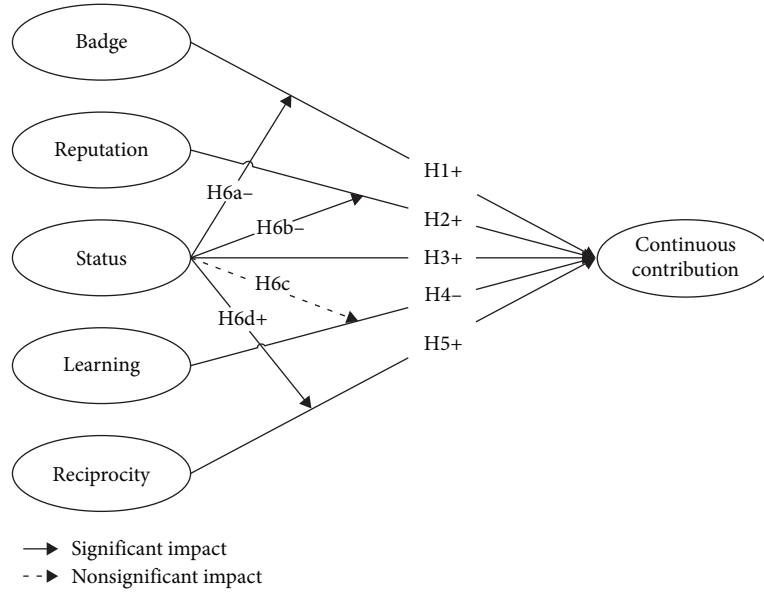 Badge
Reputation
Status
Learning
Reciprocity
H6a–
H6b–
H6c
H6d+
H1+
H2+
H3+
H4–
H5+
Continuous
contribution
Significant impact
Nonsignificant impact